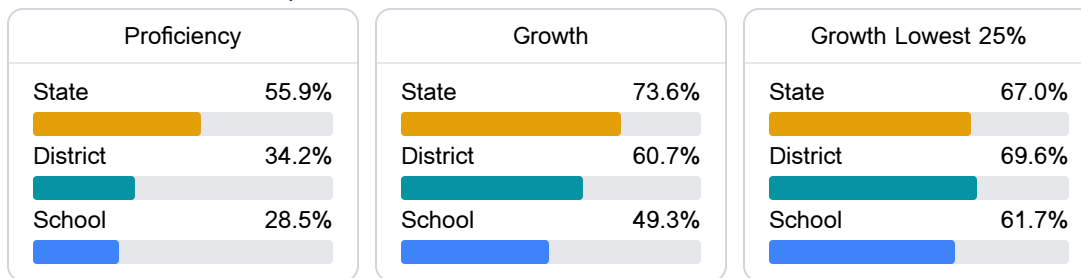 Proficiency
State 55.9%
District 34.2%
School 28.5%
Growth
State 73.6%
District 60.7%
School 49.3%
Growth Lowest 25%
State 67.0%
District 69.6%
School 61.7%